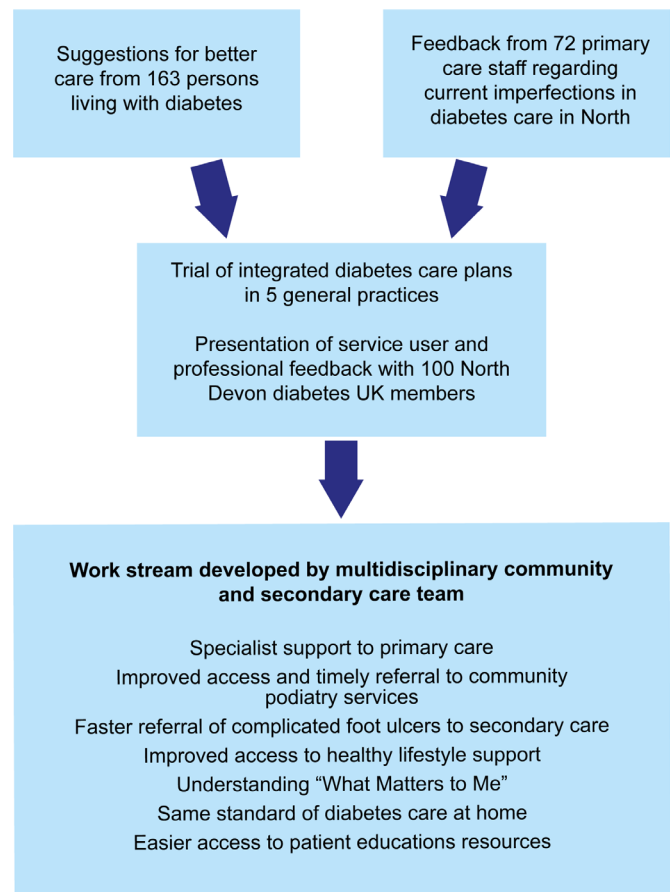 Suggestions for better
care from 163 persons
living with diabetes
Feedback from 72 primary
care staff regarding
current imperfections in
diabetes care in North
Trial of integrated diabetes care plans
in 5 general practices
Presentation of service user and
professional feedback with 100 North
Devon diabetes UK members
Work stream developed by multidisciplinary community
and secondary care team
Specialist support to primary care
Improved access and timely referral to community
podiatry services
Faster referral of complicated foot ulcers to secondary care
Improved access to healthy lifestyle support
Understanding “What Matters to Me”
Same standard of diabetes care at home
Easier access to patient educations resources